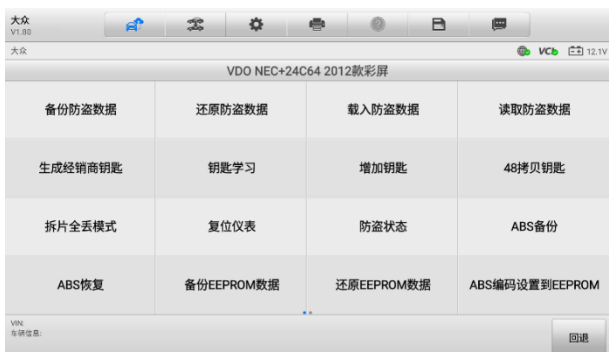 大众
V1.80
大众
VCI 12.1V
VDO NEC+24C64 2012款彩屏
备份防盗数据 还原防盗数据 载入防盗数据 读取防盗数据
生成经销商钥匙 钥匙学习 增加钥匙 48拷贝钥匙
拆片全丢模式 复位仪表 防盗状态 ABS备份
ABS恢复 备份EEPROM数据 还原EEPROM数据 ABS编码设置到EEPROM
VIN:
车辆信息:
回退